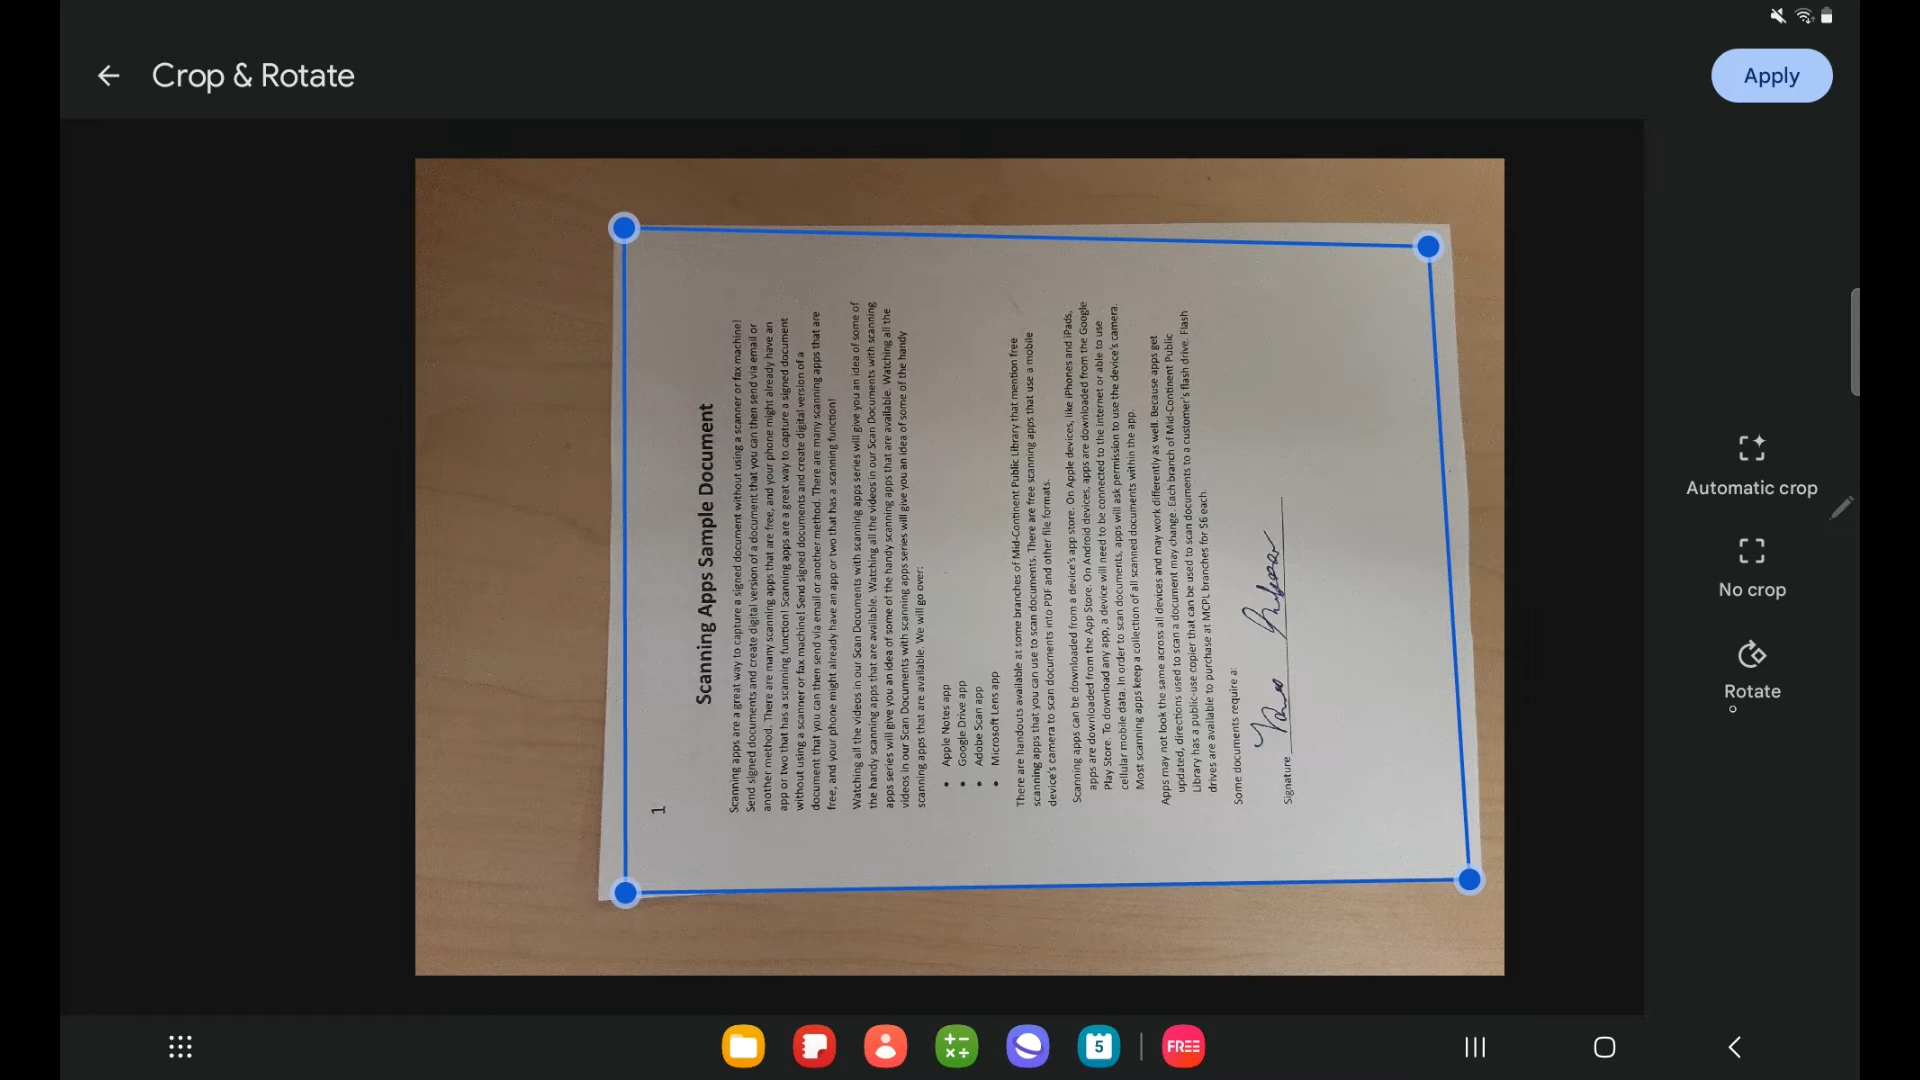 Crop & Rotate
Apply
1
Scanning Apps Sample Document
Scanning apps are a great way to capture a signed document without using a scanner or fax machine!
Send signed documents and create digital version of a document that you can then send via email or
another method. There are many scanning apps that are free, and your phone might already have an
app or two that has a scanning function! Scanning apps are a great way to capture a signed document
without using a scanner or fax machine! Send signed documents and create digital version of a
document that you can then send via email or another method. There are many scanning apps that are
free, and your phone might already have an app or two that has a scanning function!
Watching all the videos in our Scan Documents with scanning apps series will give you an idea of some of
the handy scanning apps that are available. Watching all the videos in our Scan Documents with scanning
apps series will give you an idea of some of the handy scanning apps that are available. Watching all the
videos in our Scan Documents with scanning apps series will give you an idea of some of the handy
scanning apps that are available. We will go over:
• Apple Notes app
• Google Drive app
• Adobe Scan app
• Microsoft Lens app
There are handouts available at some branches of Mid-Continent Public Library that mention free
scanning apps that you can use to scan documents. There are free scanning apps that use a mobile
device's camera to scan documents into PDF and other file formats.
Scanning apps can be downloaded from a device's app store. On Apple devices, like iPhones and iPads,
apps are downloaded from the App Store. On Android devices, apps are downloaded from the Google
Play Store. To download any app, a device will need to be connected to the internet or able to use
cellular mobile data. In order to scan documents, apps will ask permission to use the device's camera.
Most scanning apps keep a collection of all scanned documents within the app.
Apps may not look the same across all devices and may work differently as well. Because apps get
updated, directions used to scan a document may change. Each branch of Mid-Continent Public
Library has a public-use copier that can be used to scan documents to a customer's flash drive. Flash
drives are available to purchase at MCPL branches for $6 each.
Some documents require a:
Signature
Automatic crop
No crop
Rotate
5
FREE